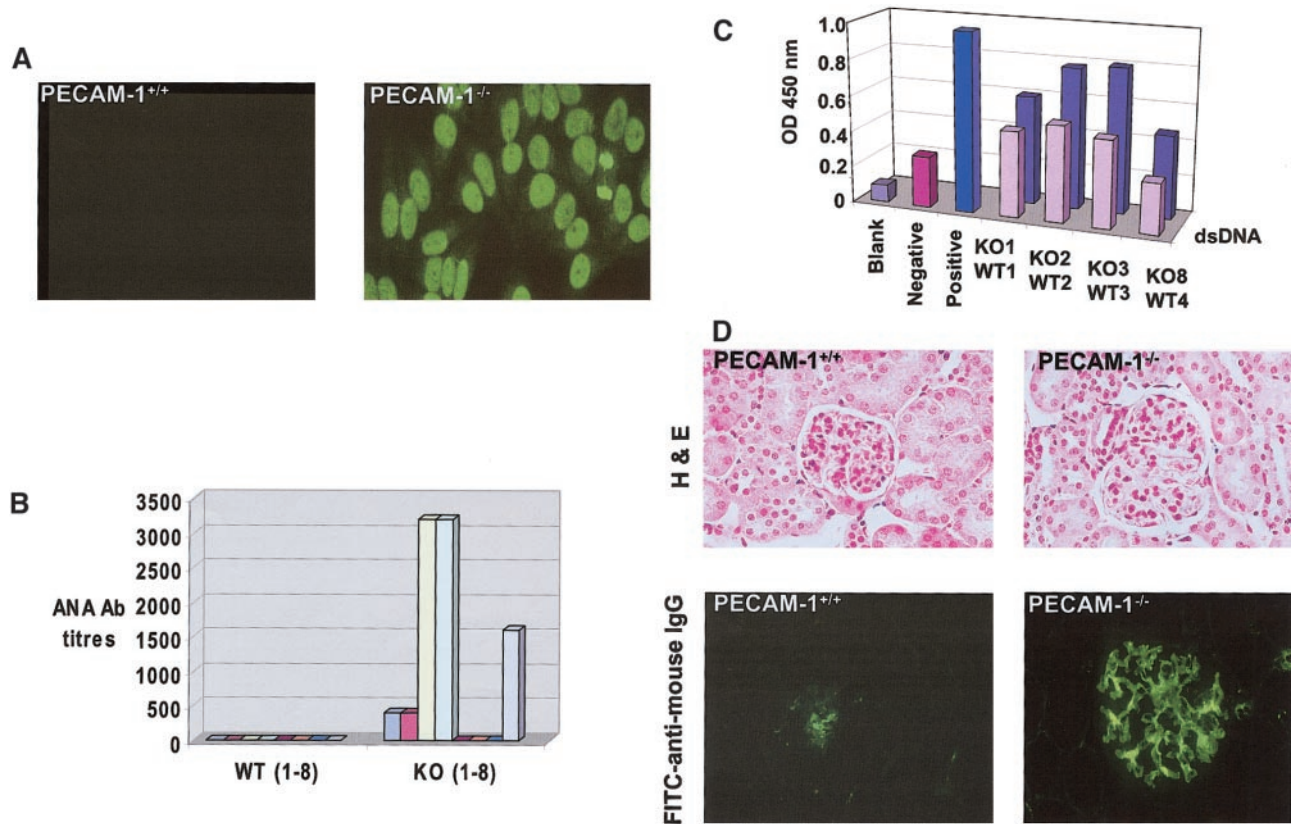 A
PECAM-1+/+
PECAM-1-/-
B
3500
3000
2500
2000
1500
1000
500
0
ANA Ab
titres
WT (1-8)
KO (1-8)
C
OD 450 nm
1.0
0.8
0.6
0.4
0.2
0
Blank
Negative
Positive
KO1
WT1
KO2
WT2
KO3
WT3
KO8
WT4
dsDNA
D
H & E
PECAM-1+/+
PECAM-1-/-
FITC-anti-mouse IgG
PECAM-1+/+
PECAM-1-/-